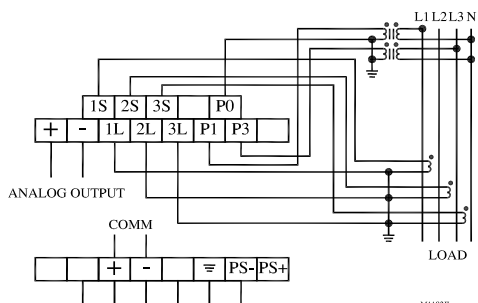 L1 L2 L3 N
1S 2S 3S P0
+ - 1L 2L 3L P1 P3
ANALOG OUTPUT
COMM
LOAD
+ - PS- PS+